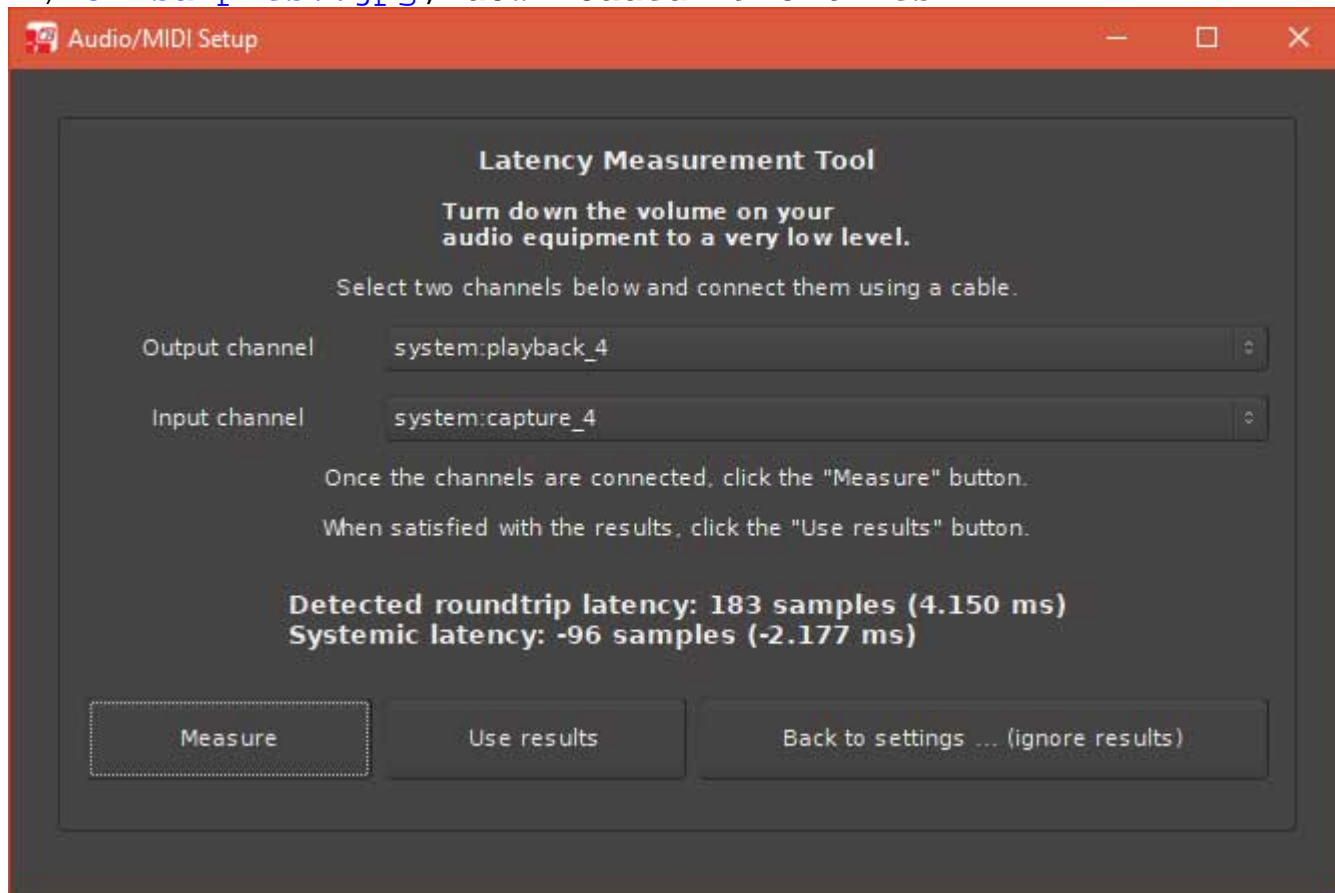 Audio/MIDI Setup
Latency Measurement Tool
Turn down the volume on your
audio equipment to a very low level.
Select two channels below and connect them using a cable.
Output channel system:playback_4
Input channel system:capture_4
Once the channels are connected, click the "Measure" button.
When satisfied with the results, click the "Use results" button.
Detected roundtrip latency: 183 samples (4.150 ms)
Systemic latency: -96 samples (-2.177 ms)
Measure Use results Back to settings ... (ignore results)